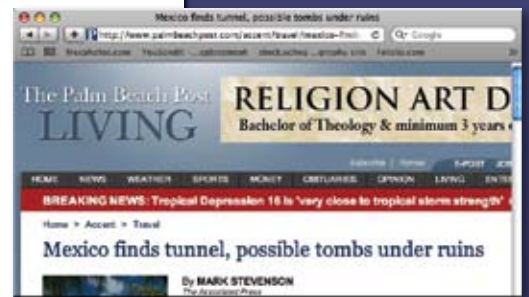 Mexico finds tunnel, possible tombs under ruins
http://www.palmbeachpost.com/accent/travel/mexico-
Google
The Palm Beach Post
LIVING
RELIGION ART D
Bachelor of Theology & minimum 3 years
HOME NEWS WEATHER SPORTS MONEY OBITUARIES OPINION LIVING
BREAKING NEWS: Tropical Depression 16 is 'very close to tropical storm strength'
Home > Accent > Travel
Mexico finds tunnel, possible tombs under ruins
By MARK STEVENSON
The Associated Press